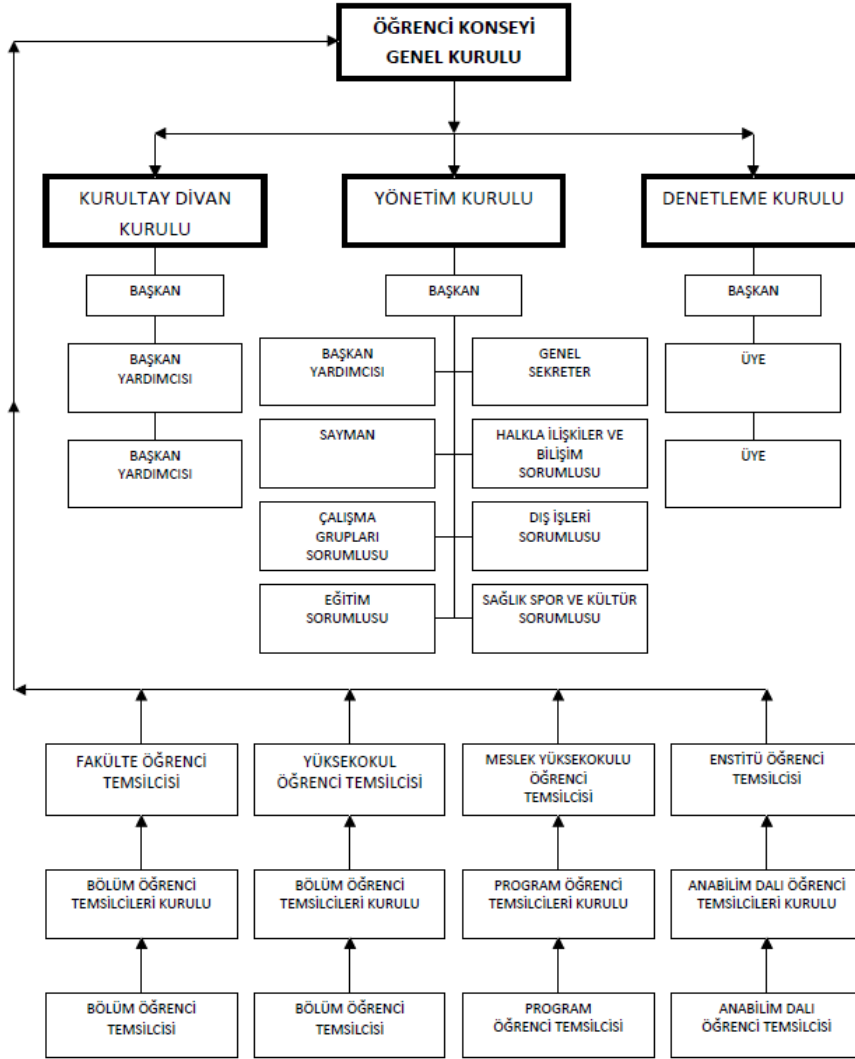 ÖĞRENCİ KONSEYİ
GENEL KURULU
KURULTAY DİVAN
KURULU
YÖNETİM KURULU
DENETLEME KURULU
BAŞKAN
BAŞKAN
BAŞKAN
BAŞKAN
YARDIMCISI
BAŞKAN
YARDIMCISI
GENEL
SEKRETER
ÜYE
BAŞKAN
YARDIMCISI
SAYMAN
HALKLA İLİŞKİLER VE
BİLİŞİM
SORUMLUSU
ÜYE
ÇALIŞMA
GRUPLARI
SORUMLUSU
DIŞ İŞLERİ
SORUMLUSU
EĞİTİM
SORUMLUSU
SAĞLIK SPOR VE KÜLTÜR
SORUMLUSU
FAKÜLTE ÖĞRENCİ
TEMSİLCİSİ
YÜKSEKOKUL
ÖĞRENCİ TEMSİLCİSİ
MESLEK YÜKSEKOKULU
ÖĞRENCİ
TEMSİLCİSİ
ENSTİTÜ ÖĞRENCİ
TEMSİLCİSİ
BÖLÜM ÖĞRENCİ
TEMSİLCİLERİ KURULU
BÖLÜM ÖĞRENCİ
TEMSİLCİLERİ KURULU
PROGRAM ÖĞRENCİ
TEMSİLCİLERİ KURULU
ANABİLİM DALI ÖĞRENCİ
TEMSİLCİLERİ KURULU
BÖLÜM ÖĞRENCİ
TEMSİLCİSİ
BÖLÜM ÖĞRENCİ
TEMSİLCİSİ
PROGRAM
ÖĞRENCİ TEMSİLCİSİ
ANABİLİM DALI
ÖĞRENCİ TEMSİLCİSİ